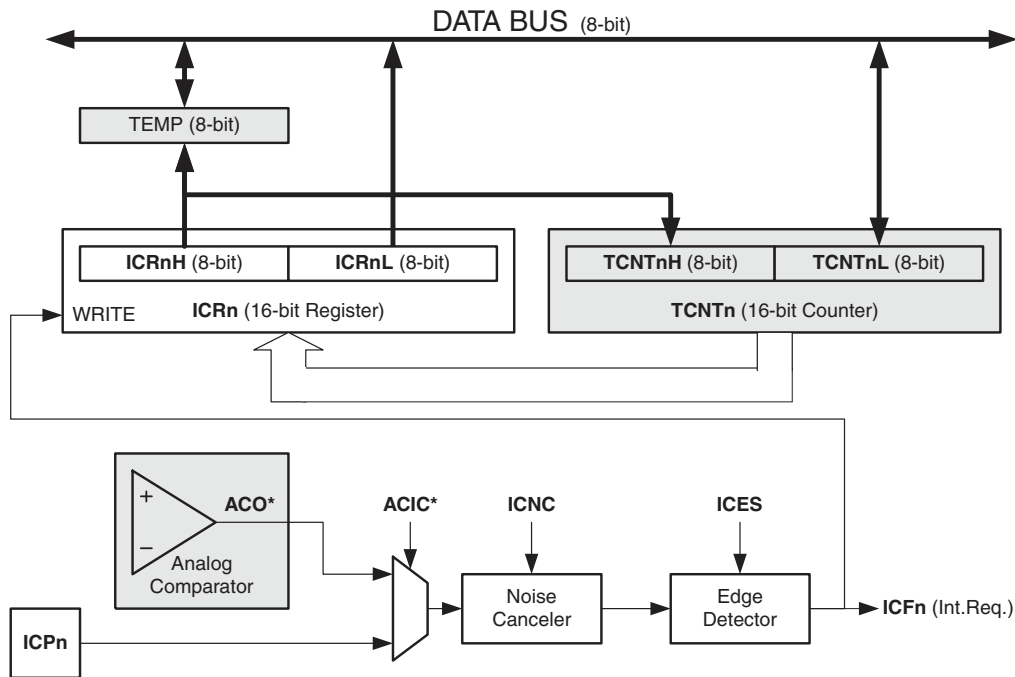 DATA BUS (8-bit)
TEMP (8-bit)
ICRnH (8-bit)
ICRnL (8-bit)
TCNTnH (8-bit)
TCNTnL (8-bit)
WRITE
ICRn (16-bit Register)
TCNTn (16-bit Counter)
+
−
ACO*
Analog
Comparator
ACIC*
ICNC
ICES
Noise
Canceler
Edge
Detector
ICFn (Int.Req.)
ICPn